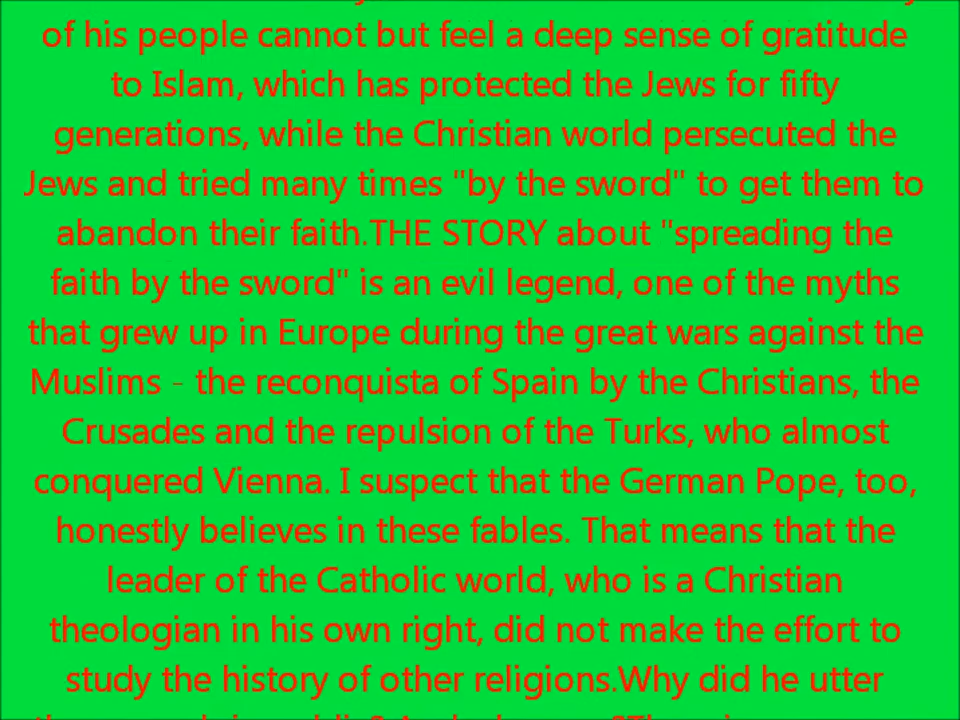 of his people cannot but feel a deep sense of gratitude
to Islam, which has protected the Jews for fifty
generations, while the Christian world persecuted the
Jews and tried many times "by the sword" to get them to
abandon their faith.THE STORY about "spreading the
faith by the sword" is an evil legend, one of the myths
that grew up in Europe during the great wars against the
Muslims - the reconquista of Spain by the Christians, the
Crusades and the repulsion of the Turks, who almost
conquered Vienna. I suspect that the German Pope, too,
honestly believes in these fables. That means that the
leader of the Catholic world, who is a Christian
theologian in his own right, did not make the effort to
study the history of other religions.Why did he utter